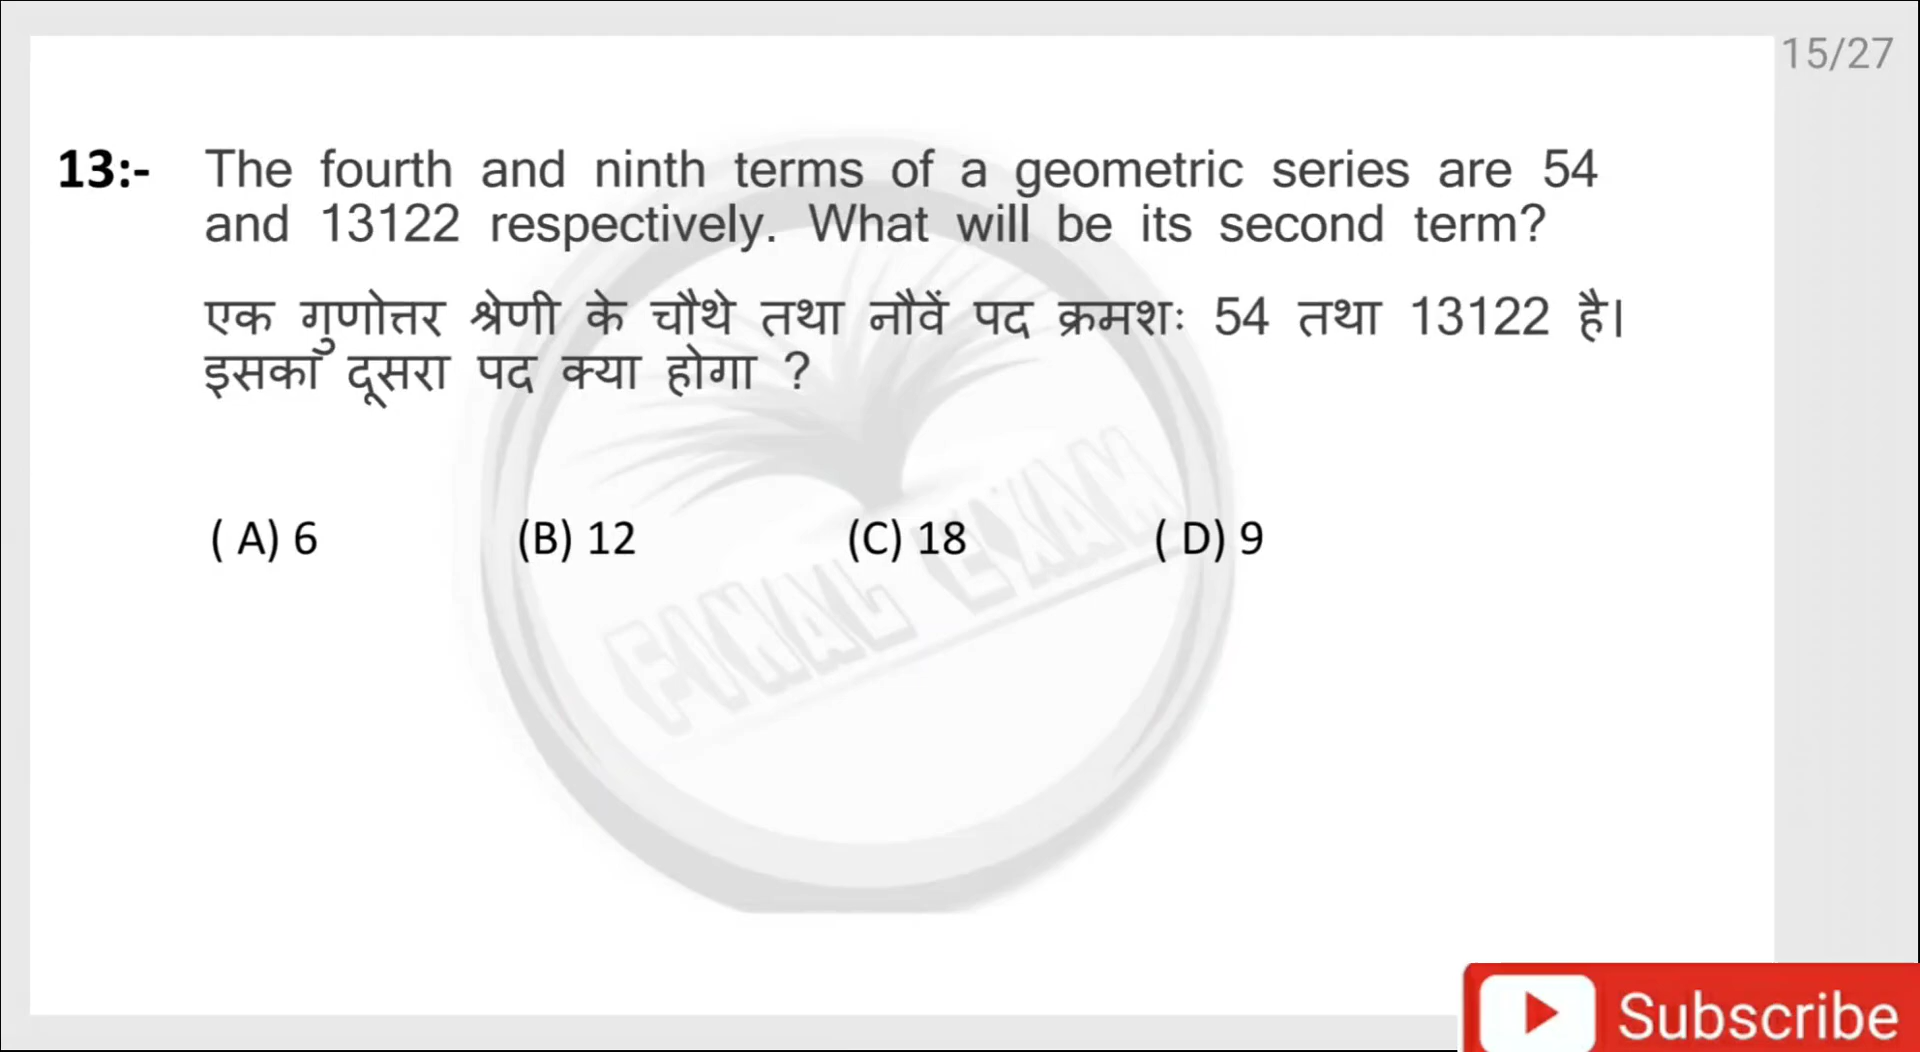 15/27
13:- The fourth and ninth terms of a geometric series are 54
and 13122 respectively. What will be its second term?
एक गुणोत्तर श्रेणी के चौथे तथा नौवें पद क्रमशः 54 तथा 13122 है।
इसका दूसरा पद क्या होगा ?
( A) 6 (B) 12 (C) 18 ( D) 9
FINAL EXAM
Subscribe